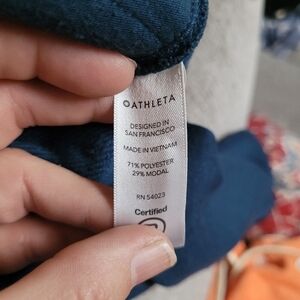 ATHLETA
DESIGNED IN
SAN FRANCISCO
MADE IN VIETNAM
71% POLYESTER
29% MODAL
RN 54023
Certified